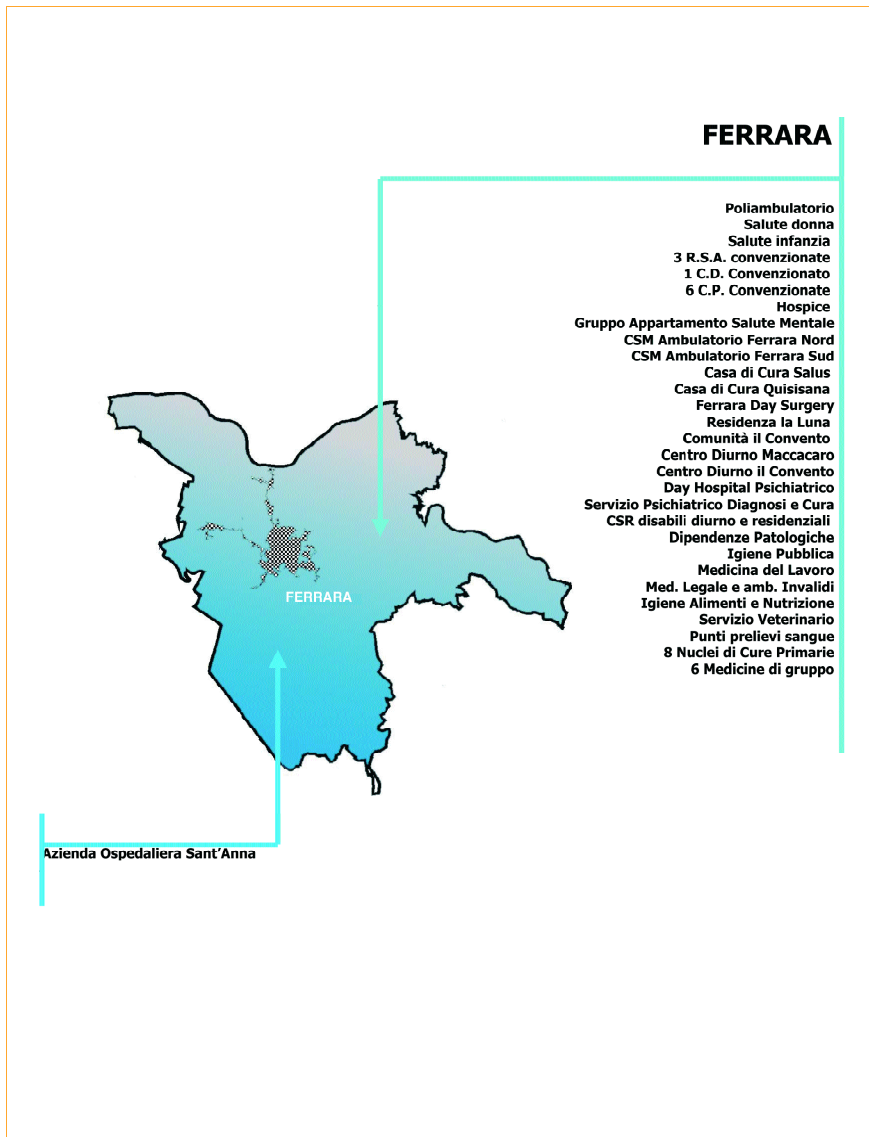 FERRARA
Poliambulatorio
Salute donna
Salute infanzia
3 R.S.A. convenzionate
1 C.D. Convenzionato
6 C.P. Convenzionate
Hospice
Gruppo Appartamento Salute Mentale
CSM Ambulatorio Ferrara Nord
CSM Ambulatorio Ferrara Sud
Casa di Cura Salus
Casa di Cura Quisisana
Ferrara Day Surgery
Residenza la Luna
Comunità il Convento
Centro Diurno Maccacaro
Centro Diurno il Convento
Day Hospital Psichiatrico
Servizio Psichiatrico Diagnosi e Cura
CSR disabili diurno e residenziali
Dipendenze Patologiche
Igiene Pubblica
Medicina del Lavoro
Med. Legale e amb. Invalidi
Igiene Alimenti e Nutrizione
Servizio Veterinario
Punti prelievi sangue
8 Nuclei di Cure Primarie
6 Medicine di gruppo
FERRARA
Azienda Ospedaliera Sant’Anna